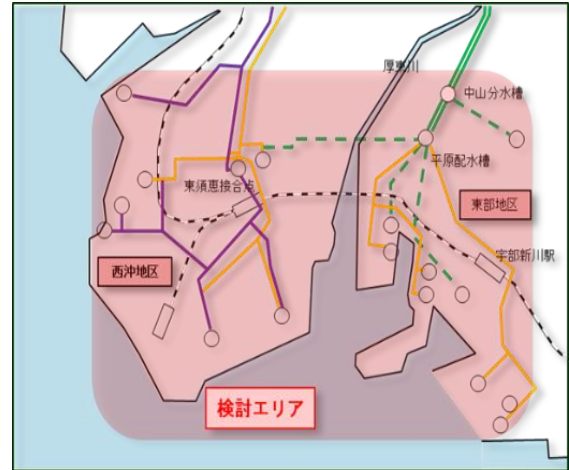 厚東川
中山分水槽
平原配水槽
東須恵接合点
東部地区
宇部新川駅
西沖地区
検討エリア